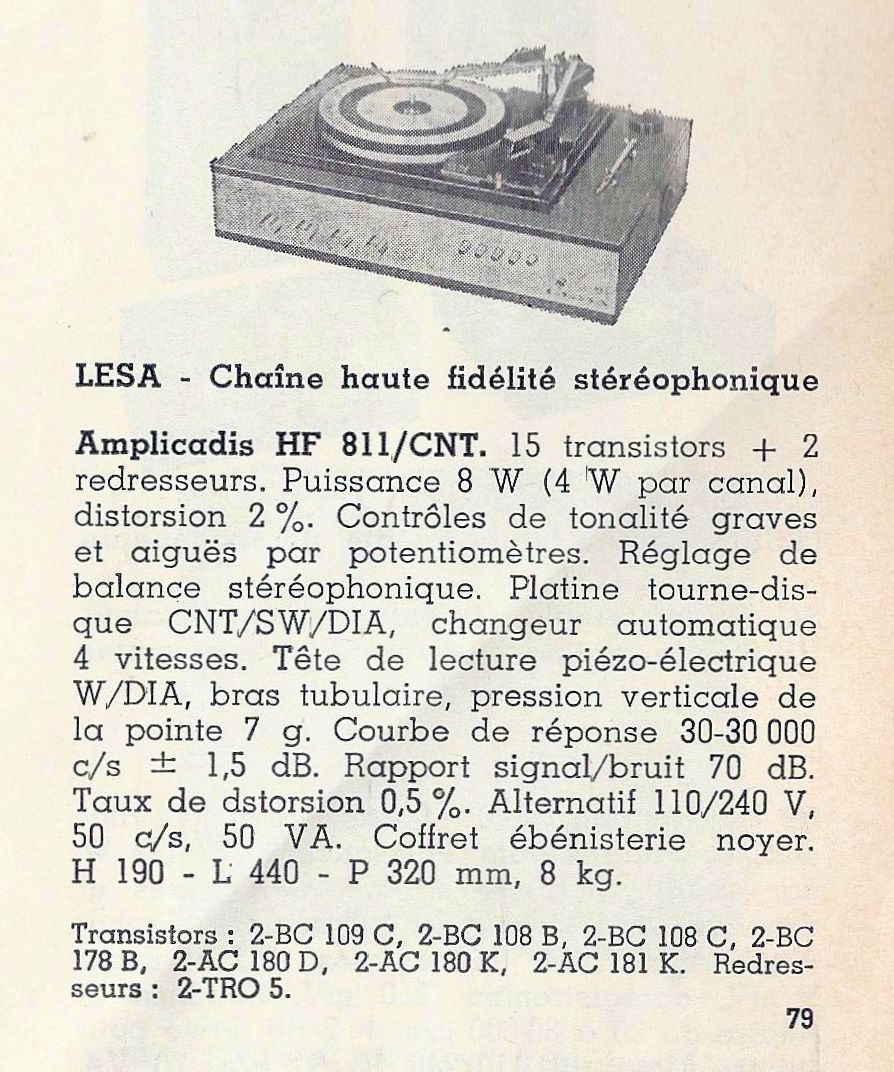 LESA - Chaîne haute fidélité stéréophonique
Amplicadis HF 811/CNT. 15 transistors + 2
redresseurs. Puissance 8 W (4 W par canal),
distorsion 2 %. Contrôles de tonalité graves
et aiguës par potentiomètres. Réglage de
balance stéréophonique. Platine tourne-dis-
que CNT/SW/DIA, changeur automatique
4 vitesses. Tête de lecture piézo-électrique
W/DIA, bras tubulaire, pression verticale de
la pointe 7 g. Courbe de réponse 30-30 000
c/s ± 1,5 dB. Rapport signal/bruit 70 dB.
Taux de dstorsion 0,5 %. Alternatif 110/240 V,
50 c/s, 50 VA. Coffret ébénisterie noyer.
H 190 - L 440 - P 320 mm, 8 kg.
Transistors : 2-BC 109 C, 2-BC 108 B, 2-BC 108 C, 2-BC
178 B, 2-AC 180 D, 2-AC 180 K, 2-AC 181 K. Redres-
seurs : 2-TRO 5.
79